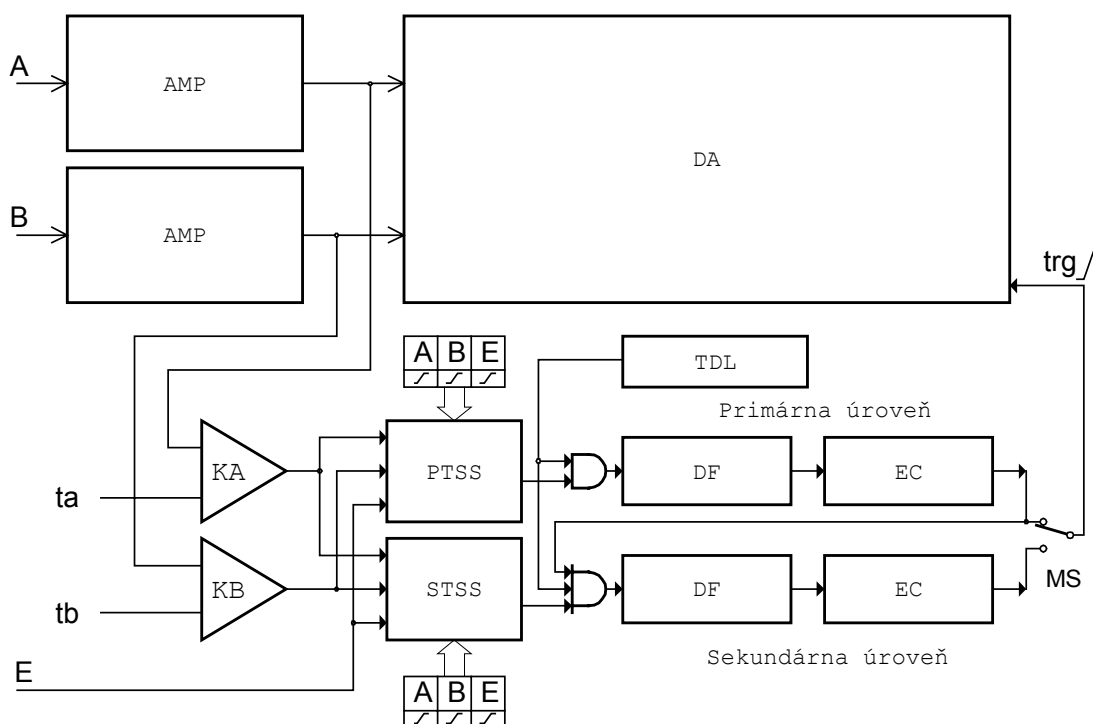 A
AMP
DA
B
AMP
trg
A B E
TDL
Primárna úroveň
KA
PTSS
DF
EC
ta
KB
STSS
DF
EC
MS
tb
Sekundárna úroveň
E
A B E